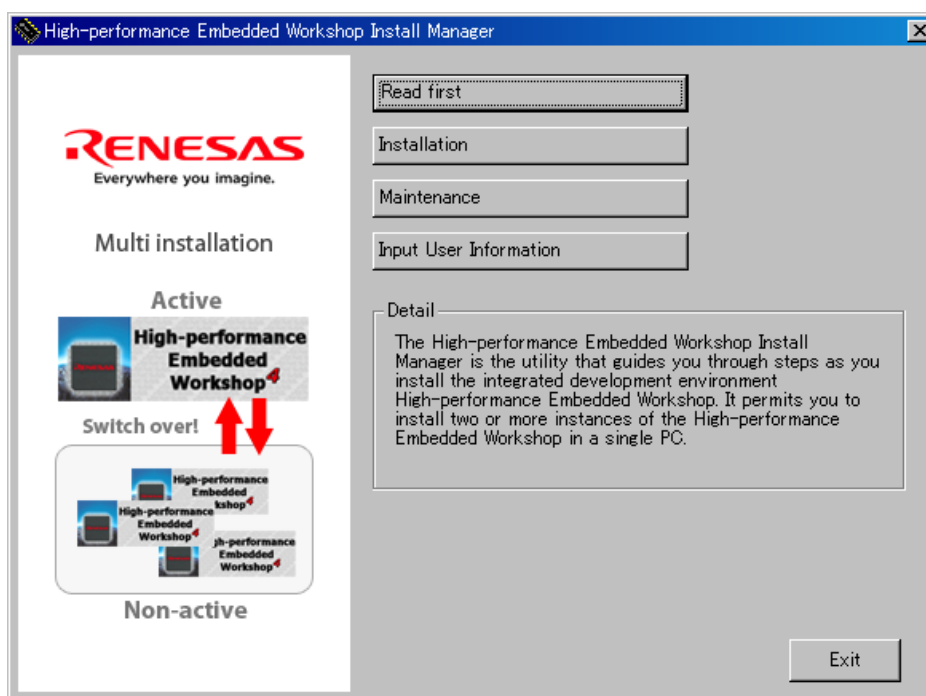 High-performance Embedded Workshop Install Manager
RENESAS
Everywhere you imagine.
Multi installation
Active
RENESAS
High-performance
Embedded
Workshop4
Switch over!
High-performance
Embedded
kshop4
High-performance
Embedded
Workshop4
gh-performance
Embedded
Workshop4
Non-active
Read first
Installation
Maintenance
Input User Information
Detail
The High-performance Embedded Workshop Install
Manager is the utility that guides you through steps as you
install the integrated development environment
High-performance Embedded Workshop. It permits you to
install two or more instances of the High-performance
Embedded Workshop in a single PC.
Exit